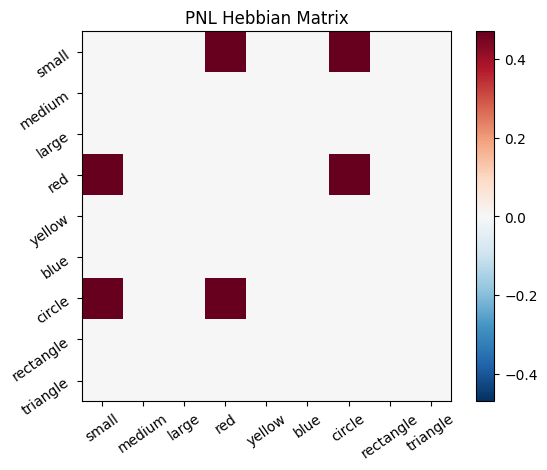 PNL Hebbian Matrix
small
medium
large
red
yellow
blue
circle
rectangle
triangle
small
medium
large
red
yellow
blue
circle
rectangle
triangle
0.4
0.2
0.0
−0.2
−0.4